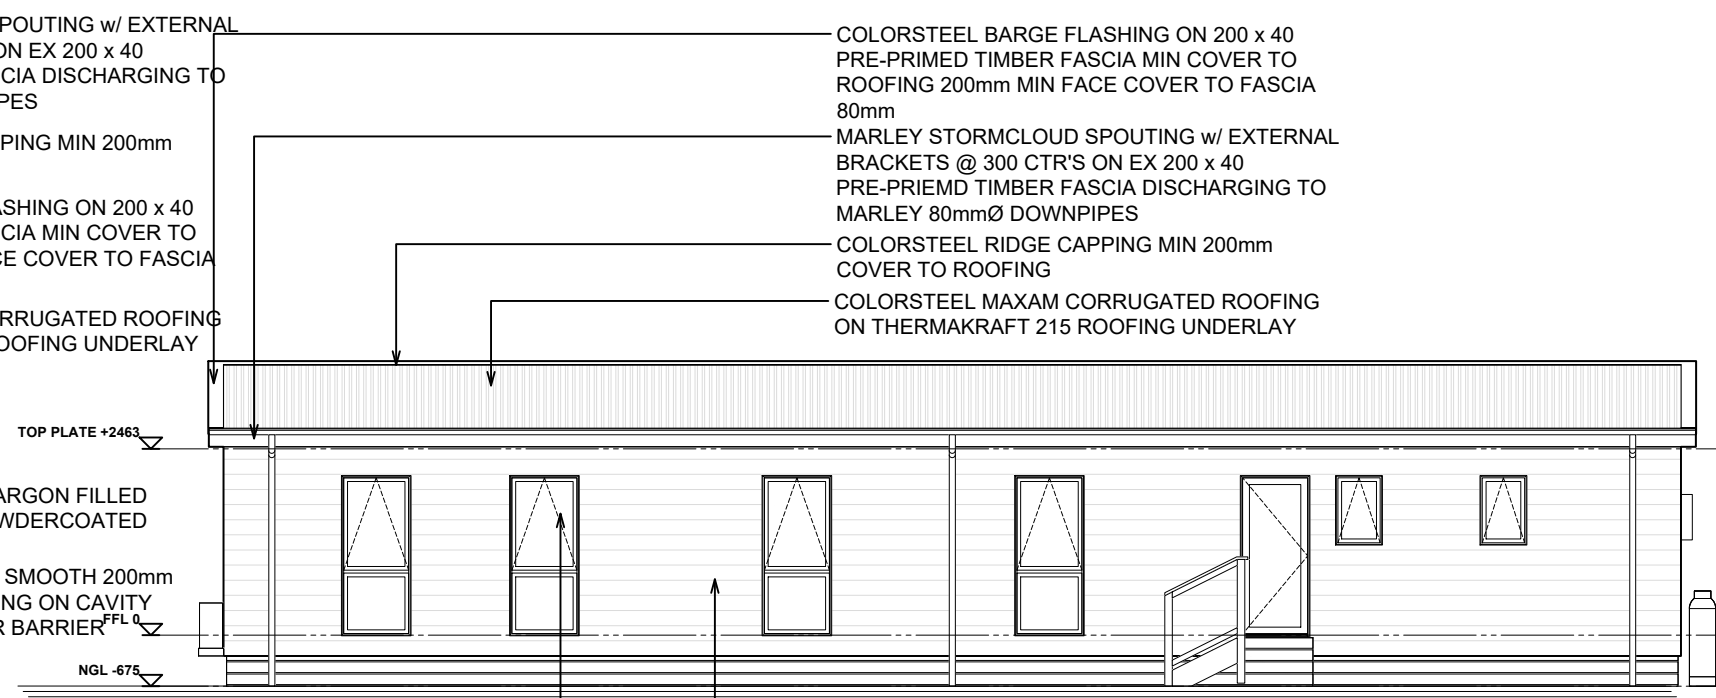 POUTING w/ EXTERNAL
ON EX 200 x 40
CIA DISCHARGING TO
PES
PING MIN 200mm
ASHING ON 200 x 40
CIA MIN COVER TO
CE COVER TO FASCIA
RRUGATED ROOFING
OOFING UNDERLAY
COLORSTEEL BARGE FLASHING ON 200 x 40
PRE-PRIMED TIMBER FASCIA MIN COVER TO
ROOFING 200mm MIN FACE COVER TO FASCIA
80mm
MARLEY STORMCLOUD SPOUTING w/ EXTERNAL
BRACKETS @ 300 CTR'S ON EX 200 x 40
PRE-PRIEMD TIMBER FASCIA DISCHARGING TO
MARLEY 80mmØ DOWNPIPES
COLORSTEEL RIDGE CAPPING MIN 200mm
COVER TO ROOFING
COLORSTEEL MAXAM CORRUGATED ROOFING
ON THERMAKRAFT 215 ROOFING UNDERLAY
TOP PLATE +2463
ARGON FILLED
WDERCOATED
SMOOTH 200mm
NG ON CAVITY
R BARRIER
FFL 0
NGL -675